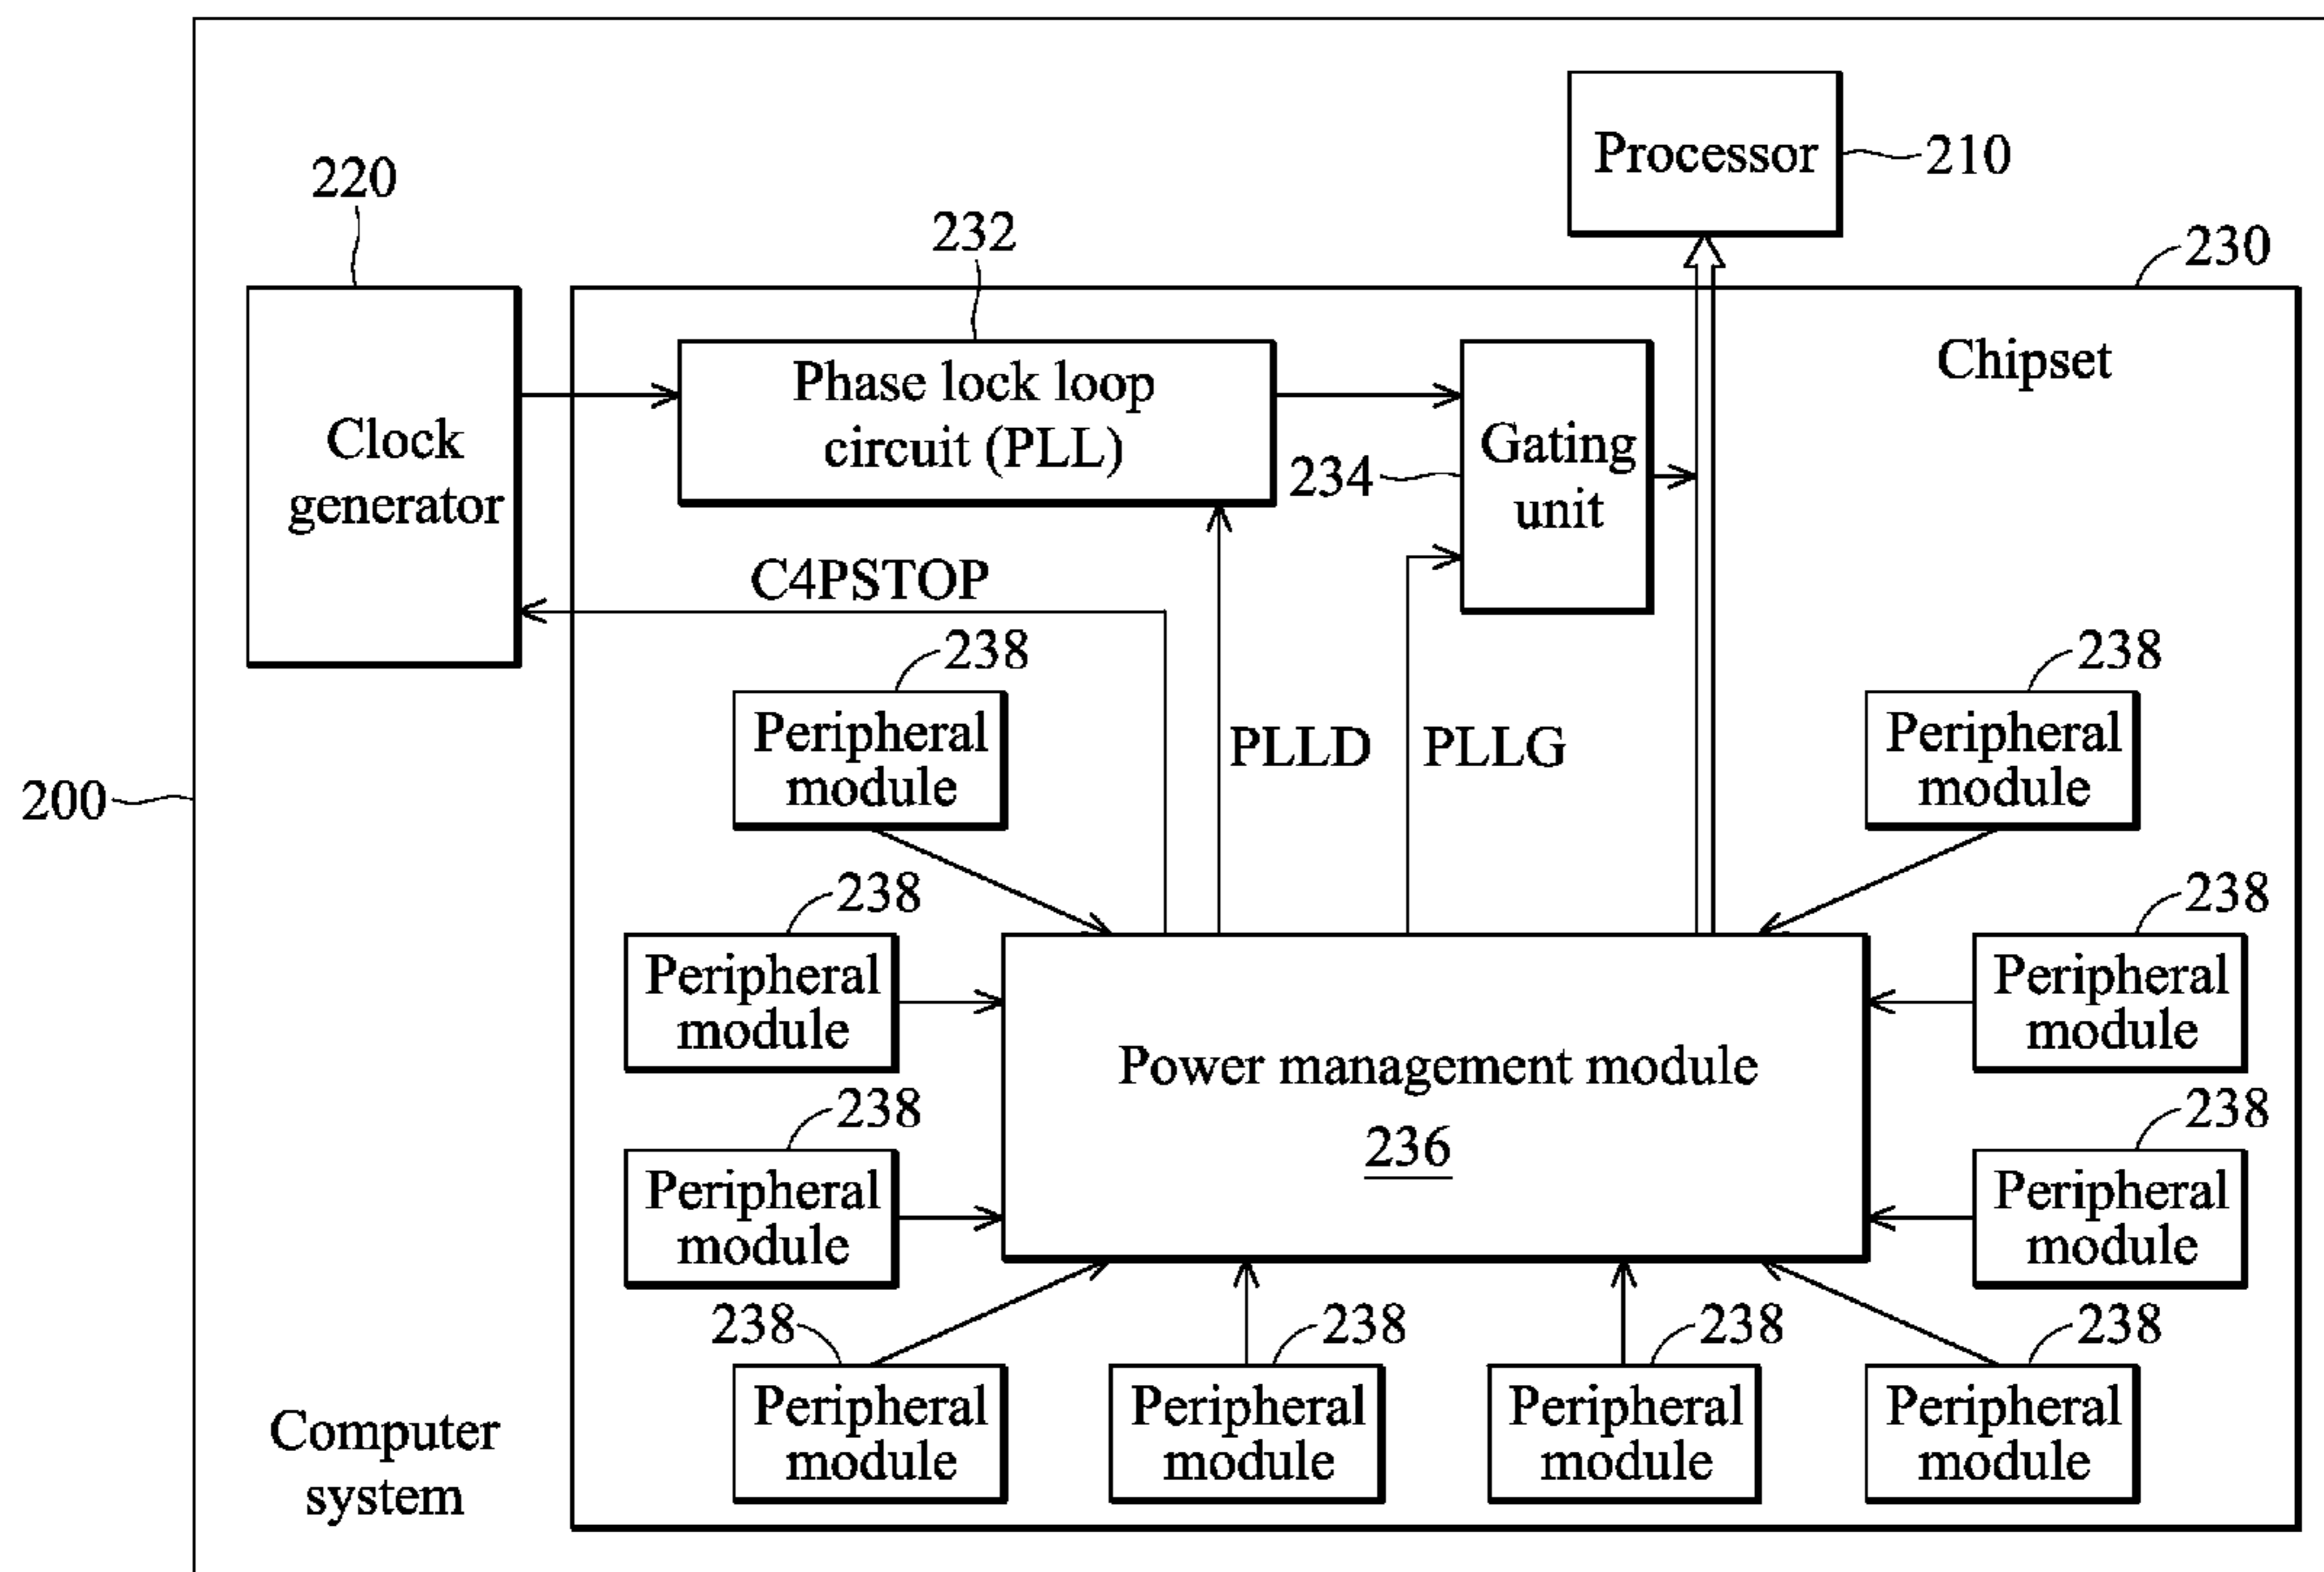 Processor
210
220
232
230
Phase lock loop
circuit (PLL)
Chipset
Clock
generator
234
Gating
unit
C4PSTOP
238
238
Peripheral
module
PLLD
PLLG
Peripheral
module
200
238
238
Peripheral
module
Peripheral
module
Power management module
236
238
238
Peripheral
module
Peripheral
module
238
238
238
238
Peripheral
module
Peripheral
module
Peripheral
module
Peripheral
module
Computer
system